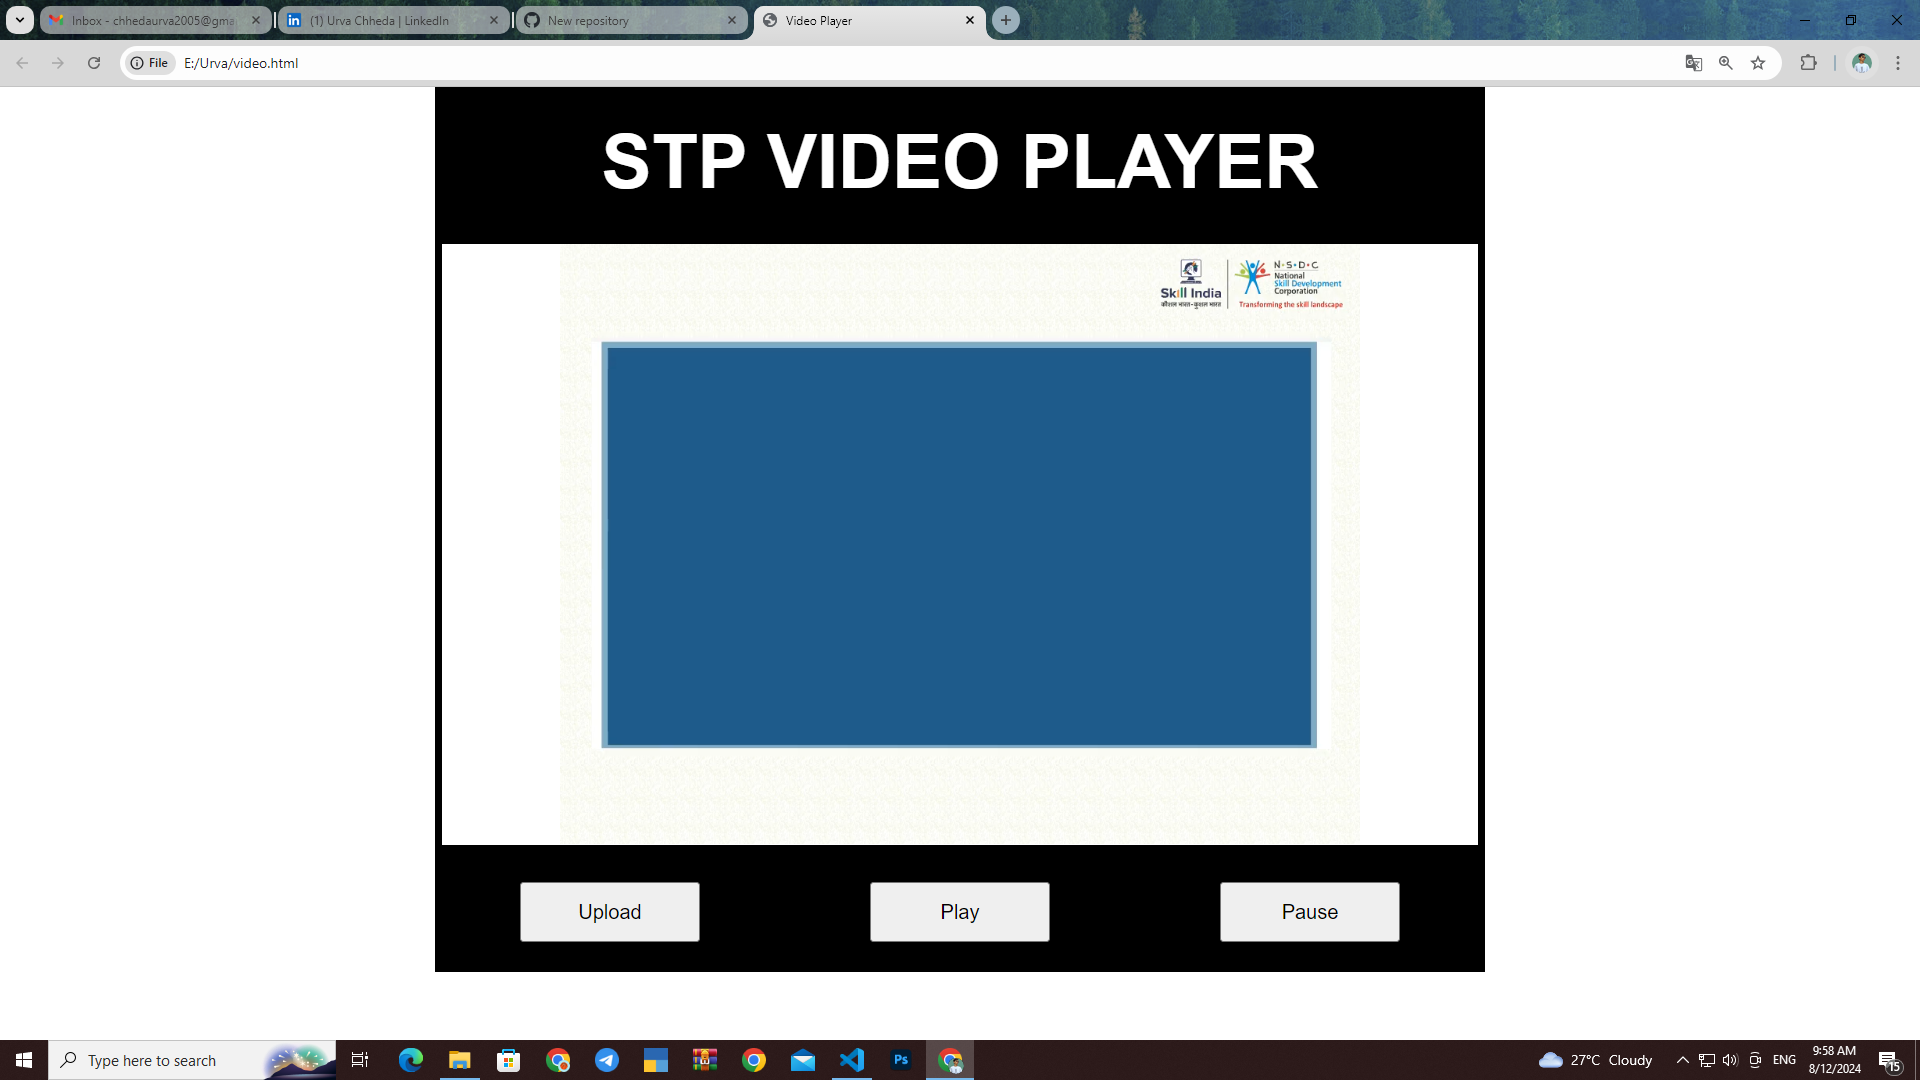 Inbox - chhedaurva2005@gma
(1) Urva Chheda | LinkedIn
New repository
Video Player
File
E:/Urva/video.html
STP VIDEO PLAYER
Skill India
कौशल भारत-कुशल भारत
N·S·D·C
National
Skill Development
Corporation
Transforming the skill landscape
Upload
Play
Pause
Type here to search
Ps
27°C Cloudy
ENG
9:58 AM
8/12/2024
15